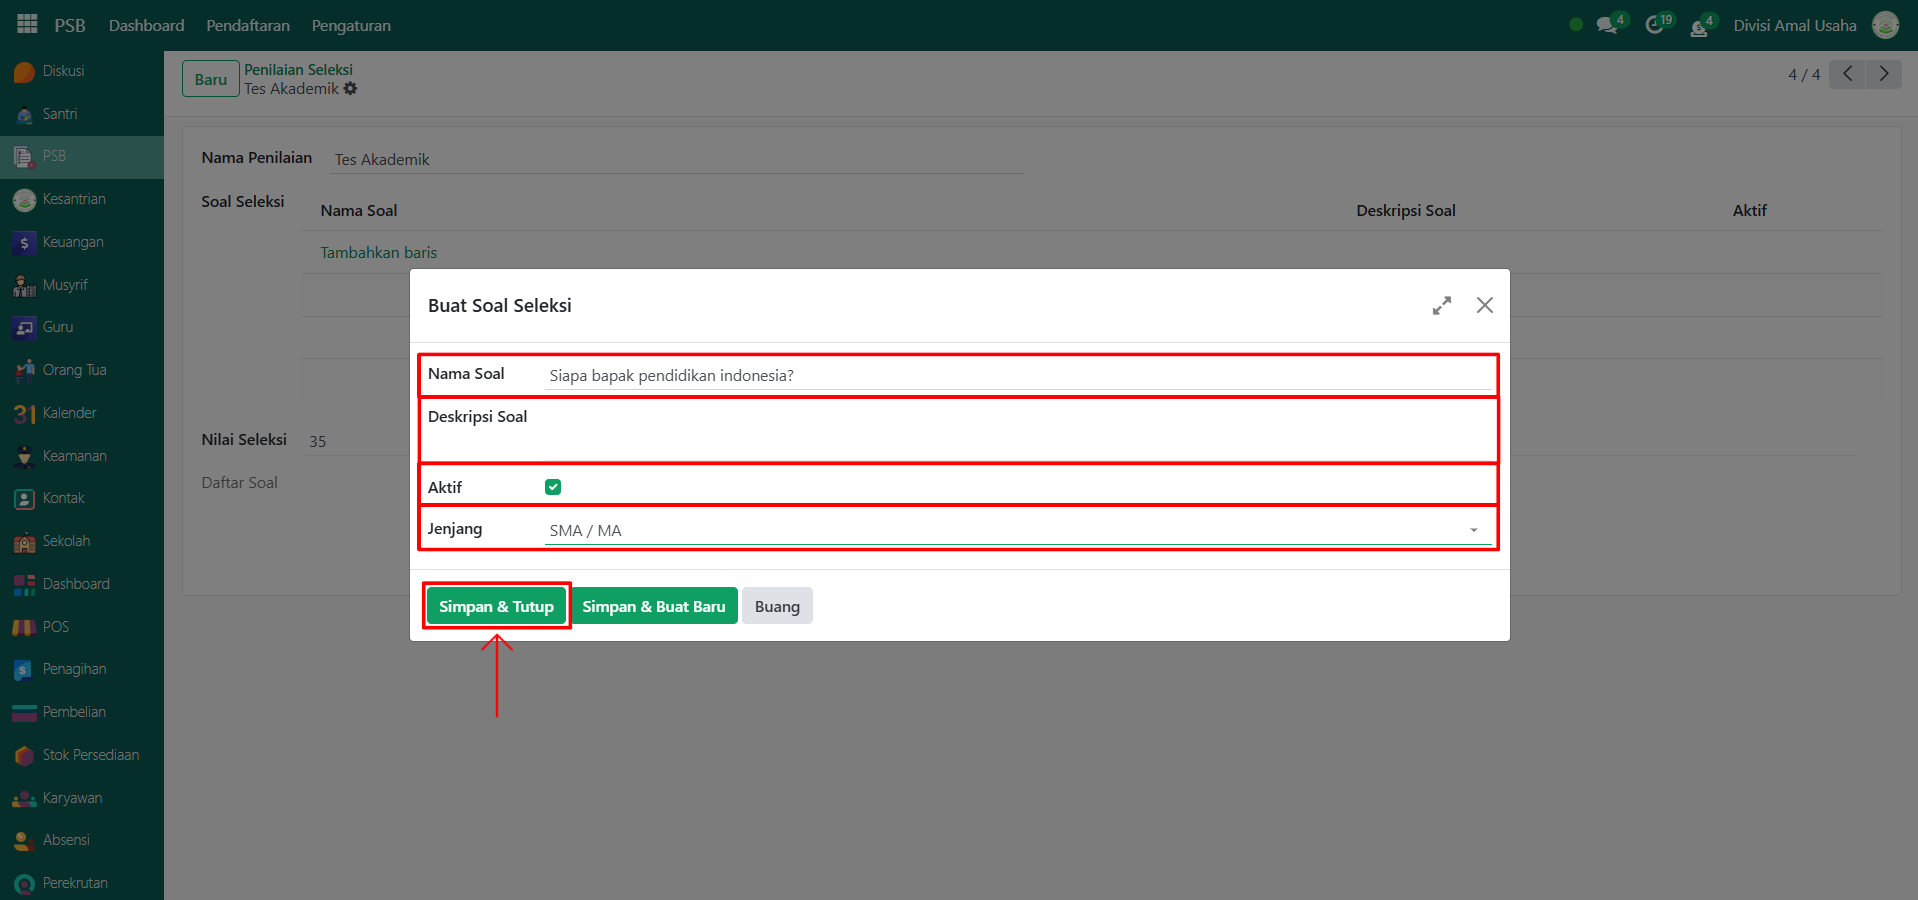 PSB Dashboard Pendaftaran Pengaturan 4 19 4 Divisi Amal Usaha
Diskusi
Santri
PSB
Kesantrian
$ Keuangan
Musyrif
Guru
Orang Tua
31 Kalender
Keamanan
Kontak
Sekolah
Dashboard
POS
$ Penagihan
Pembelian
Stok Persediaan
Karyawan
Absensi
Perekrutan
Baru
Penilaian Seleksi
Tes Akademik
4 / 4
Nama Penilaian Tes Akademik
Soal Seleksi
Nama Soal Deskripsi Soal Aktif
Tambahkan baris
Nilai Seleksi 35
Daftar Soal
Buat Soal Seleksi
Nama Soal Siapa bapak pendidikan indonesia?
Deskripsi Soal
Aktif
Jenjang SMA / MA
Simpan & Tutup Simpan & Buat Baru Buang